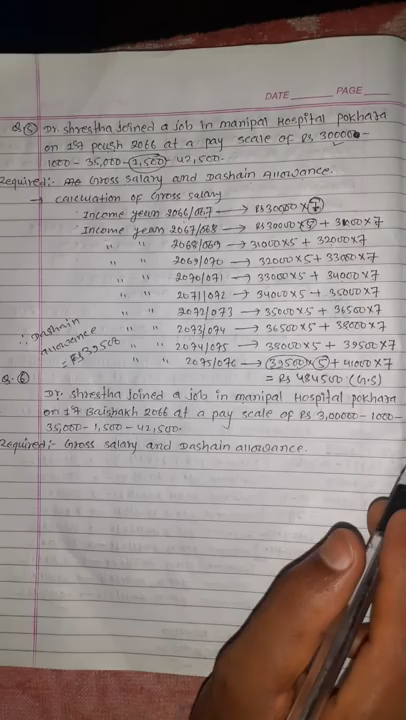 DATE ________ PAGE ____
Q.5 Dr. Shrestha Joined a job in manipal Hospital pokhara
on 1st poush 2066 at a pay scale of Rs 30000-
1000 - 35,000 - 1,500 - 42,500.
Required:- Gross Salary and Dashain Allowance.
→ Calculation of Gross salary
Income year 2066/067 → Rs 30000 × 7
Income year 2067/068 → Rs 30000 × 5 + 31000 × 7
" " 2068/069 → 31000 × 5 + 32000 × 7
" " 2069/070 → 32000 × 5 + 33000 × 7
" " 2070/071 → 33000 × 5 + 34000 × 7
" " 2071/072 → 34000 × 5 + 35000 × 7
" " 2072/073 → 35000 × 5 + 36500 × 7
" " 2073/074 → 36500 × 5 + 38000 × 7
" " 2074/075 → 38000 × 5 + 39500 × 7
" " 2075/076 → 39500 × 5 + 41000 × 7
= Rs 484500 (G.S)
∴ Dashain
allowance
= Rs 39500
Q.6
Dr. Shrestha joined a job in manipal Hospital pokhara
on 1st Baishakh 2066 at a pay scale of Rs 3,00000 - 1000 -
35,000 - 1,500 - 42,500.
Required:- Gross salary and Dashain allowance.